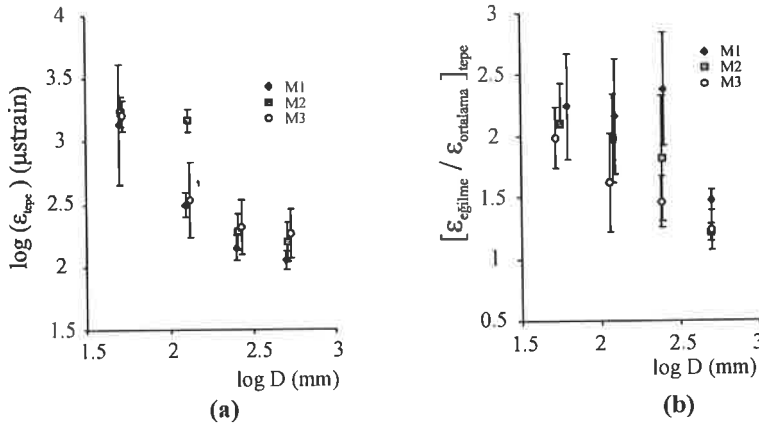 4
3.5
3
2.5
2
1.5
log (ε_tepe) (μstrain)
M1
M2
M3
1.5
2
2.5
3
log D (mm)
(a)
3
2.5
2
1.5
1
0.5
[ε_eğilme / ε_ortalama]_tepe
M1
M2
M3
1.5
2
2.5
3
log D (mm)
(b)